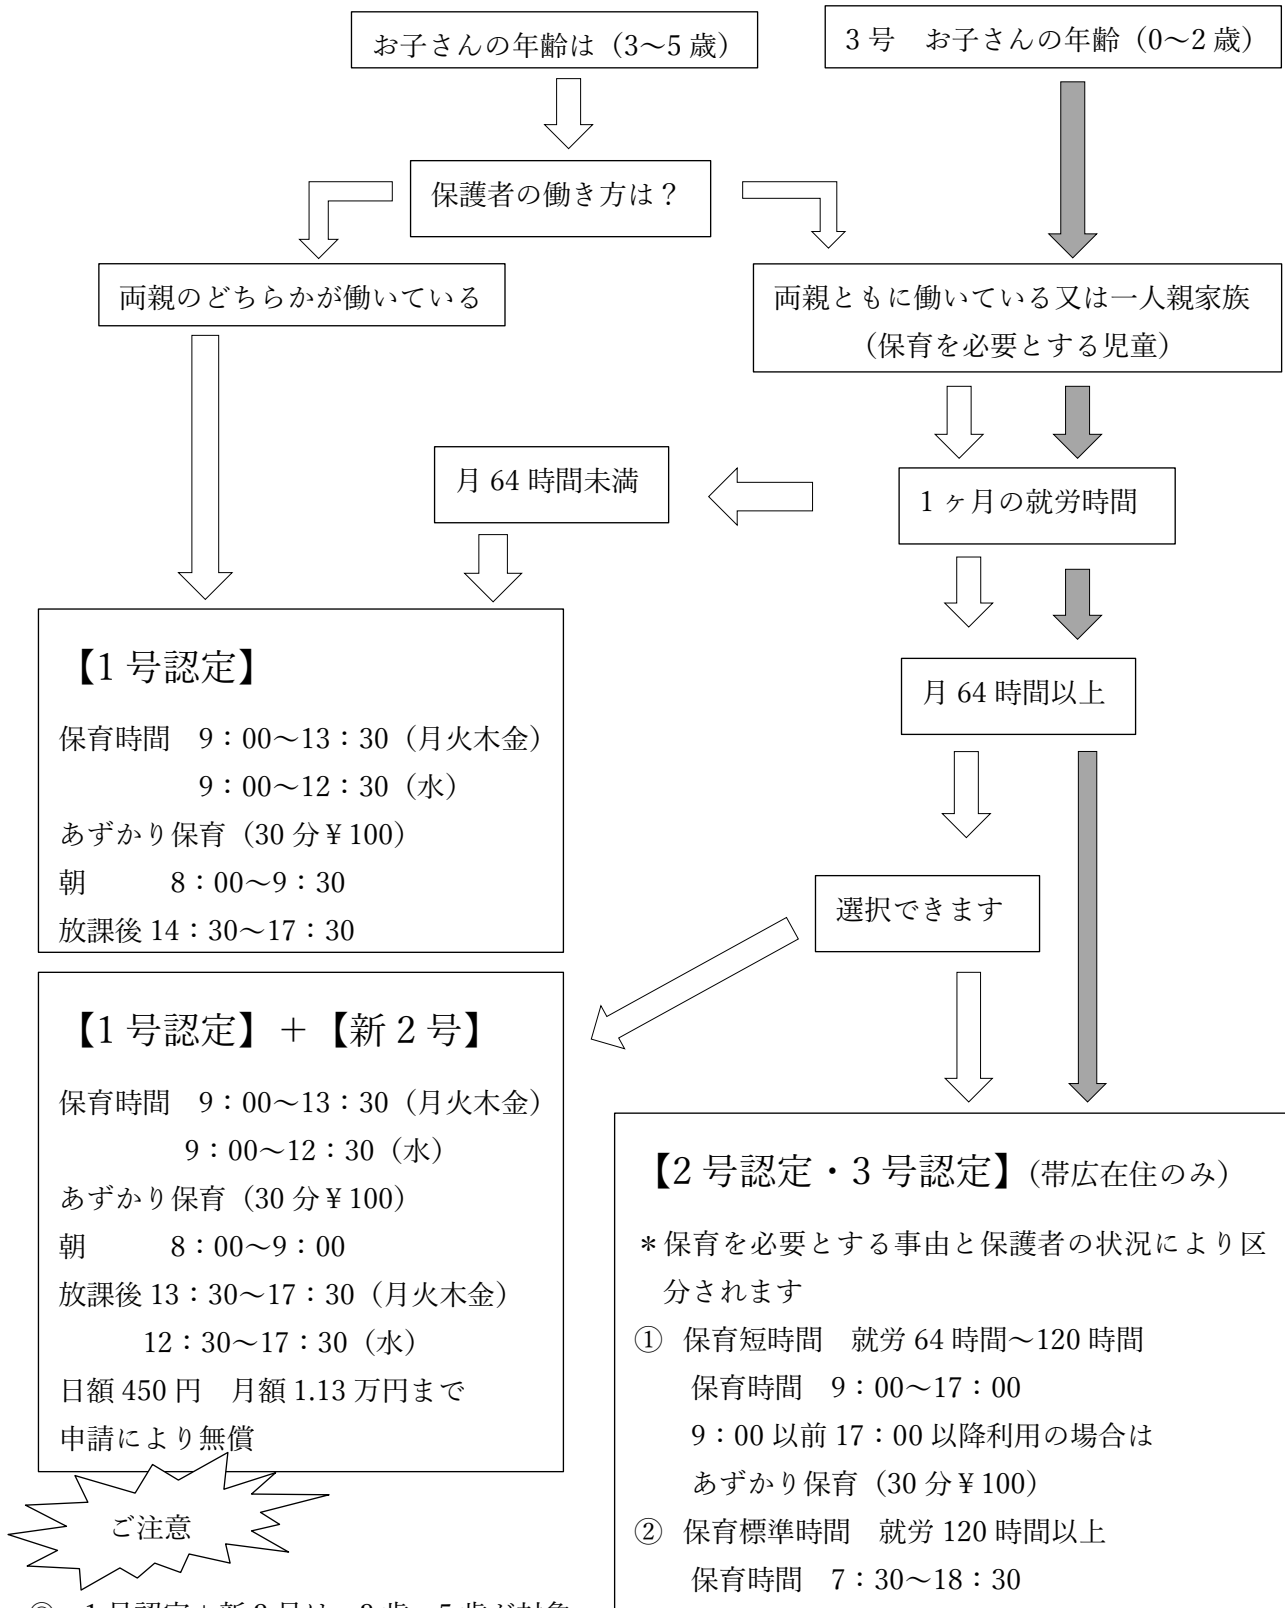 お子さんの年齢は（3～5 歳）
3 号　お子さんの年齢（0～2 歳）
保護者の働き方は？
両親のどちらかが働いている
両親ともに働いている又は一人親家族
（保育を必要とする児童）
月 64 時間未満
1 ヶ月の就労時間
月 64 時間以上
選択できます
【1 号認定】
保育時間　9：00～13：30（月火木金）
9：00～12：30（水）
あずかり保育（30 分¥100）
朝　　　8：00～9：30
放課後 14：30～17：30
【1 号認定】＋【新 2 号】
保育時間　9：00～13：30（月火木金）
9：00～12：30（水）
あずかり保育（30 分¥100）
朝　　　8：00～9：00
放課後 13：30～17：30（月火木金）
12：30～17：30（水）
日額 450 円　月額 1.13 万円まで
申請により無償
ご注意
【2 号認定・3 号認定】（帯広在住のみ）
＊保育を必要とする事由と保護者の状況により区
分されます
①　保育短時間　就労 64 時間～120 時間
保育時間　9：00～17：00
9：00 以前 17：00 以降利用の場合は
あずかり保育（30 分¥100）
②　保育標準時間　就労 120 時間以上
保育時間　7：30～18：30